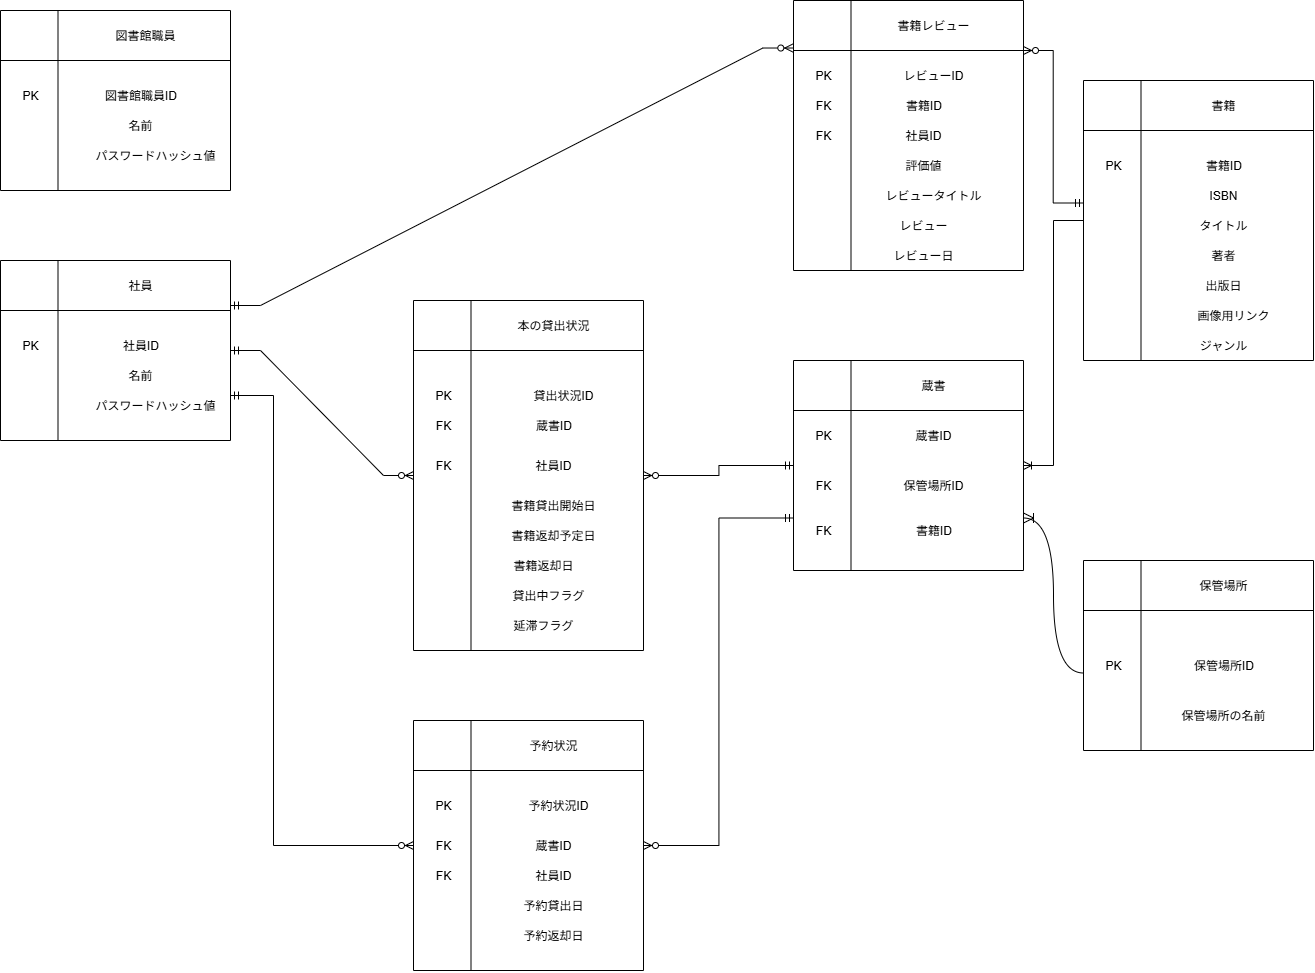 図書館職員
PK 図書館職員ID
名前
パスワードハッシュ値
社員
PK 社員ID
名前
パスワードハッシュ値
本の貸出状況
PK 貸出状況ID
FK 蔵書ID
FK 社員ID
書籍貸出開始日
書籍返却予定日
書籍返却日
貸出中フラグ
延滞フラグ
予約状況
PK 予約状況ID
FK 蔵書ID
FK 社員ID
予約貸出日
予約返却日
書籍レビュー
PK レビューID
FK 書籍ID
FK 社員ID
評価値
レビュータイトル
レビュー
レビュー日
蔵書
PK 蔵書ID
FK 保管場所ID
FK 書籍ID
書籍
PK 書籍ID
ISBN
タイトル
著者
出版日
画像用リンク
ジャンル
保管場所
PK 保管場所ID
保管場所の名前